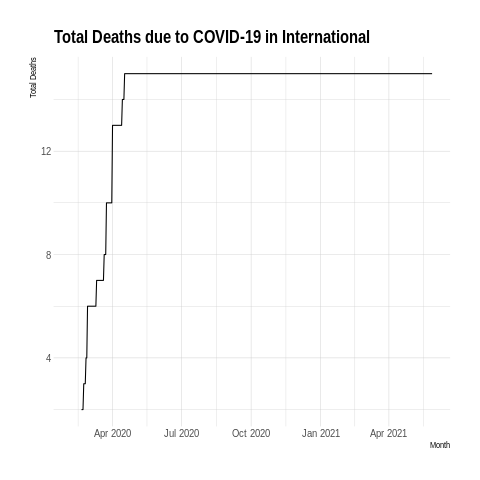 Total Deaths due to COVID-19 in International
Total Deaths
12
8
4
Apr 2020 Jul 2020 Oct 2020 Jan 2021 Apr 2021
Month